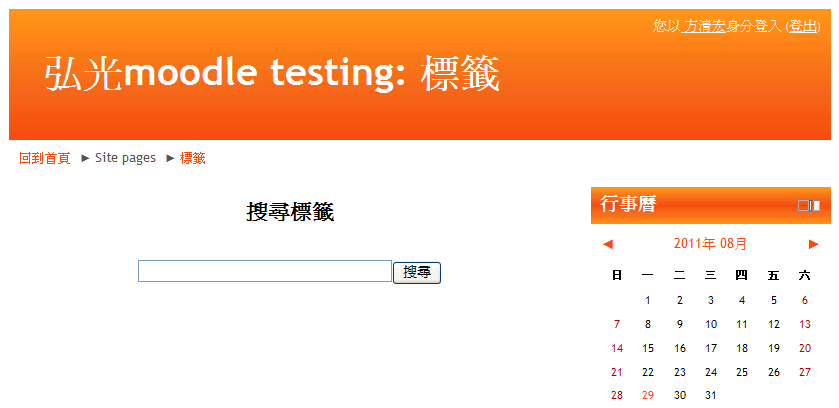 您以 方清宏身分登入 (登出)
弘光moodle testing: 標籤
回到首頁 ► Site pages ► 標籤
搜尋標籤
搜尋
行事曆
◄ 2011年 08月 ►
日 一 二 三 四 五 六
1 2 3 4 5 6
7 8 9 10 11 12 13
14 15 16 17 18 19 20
21 22 23 24 25 26 27
28 29 30 31